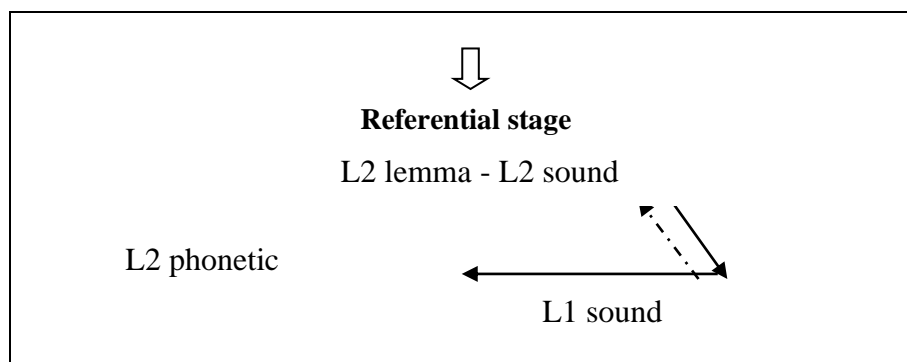 Referential stage
L2 lemma - L2 sound
L2 phonetic
L1 sound